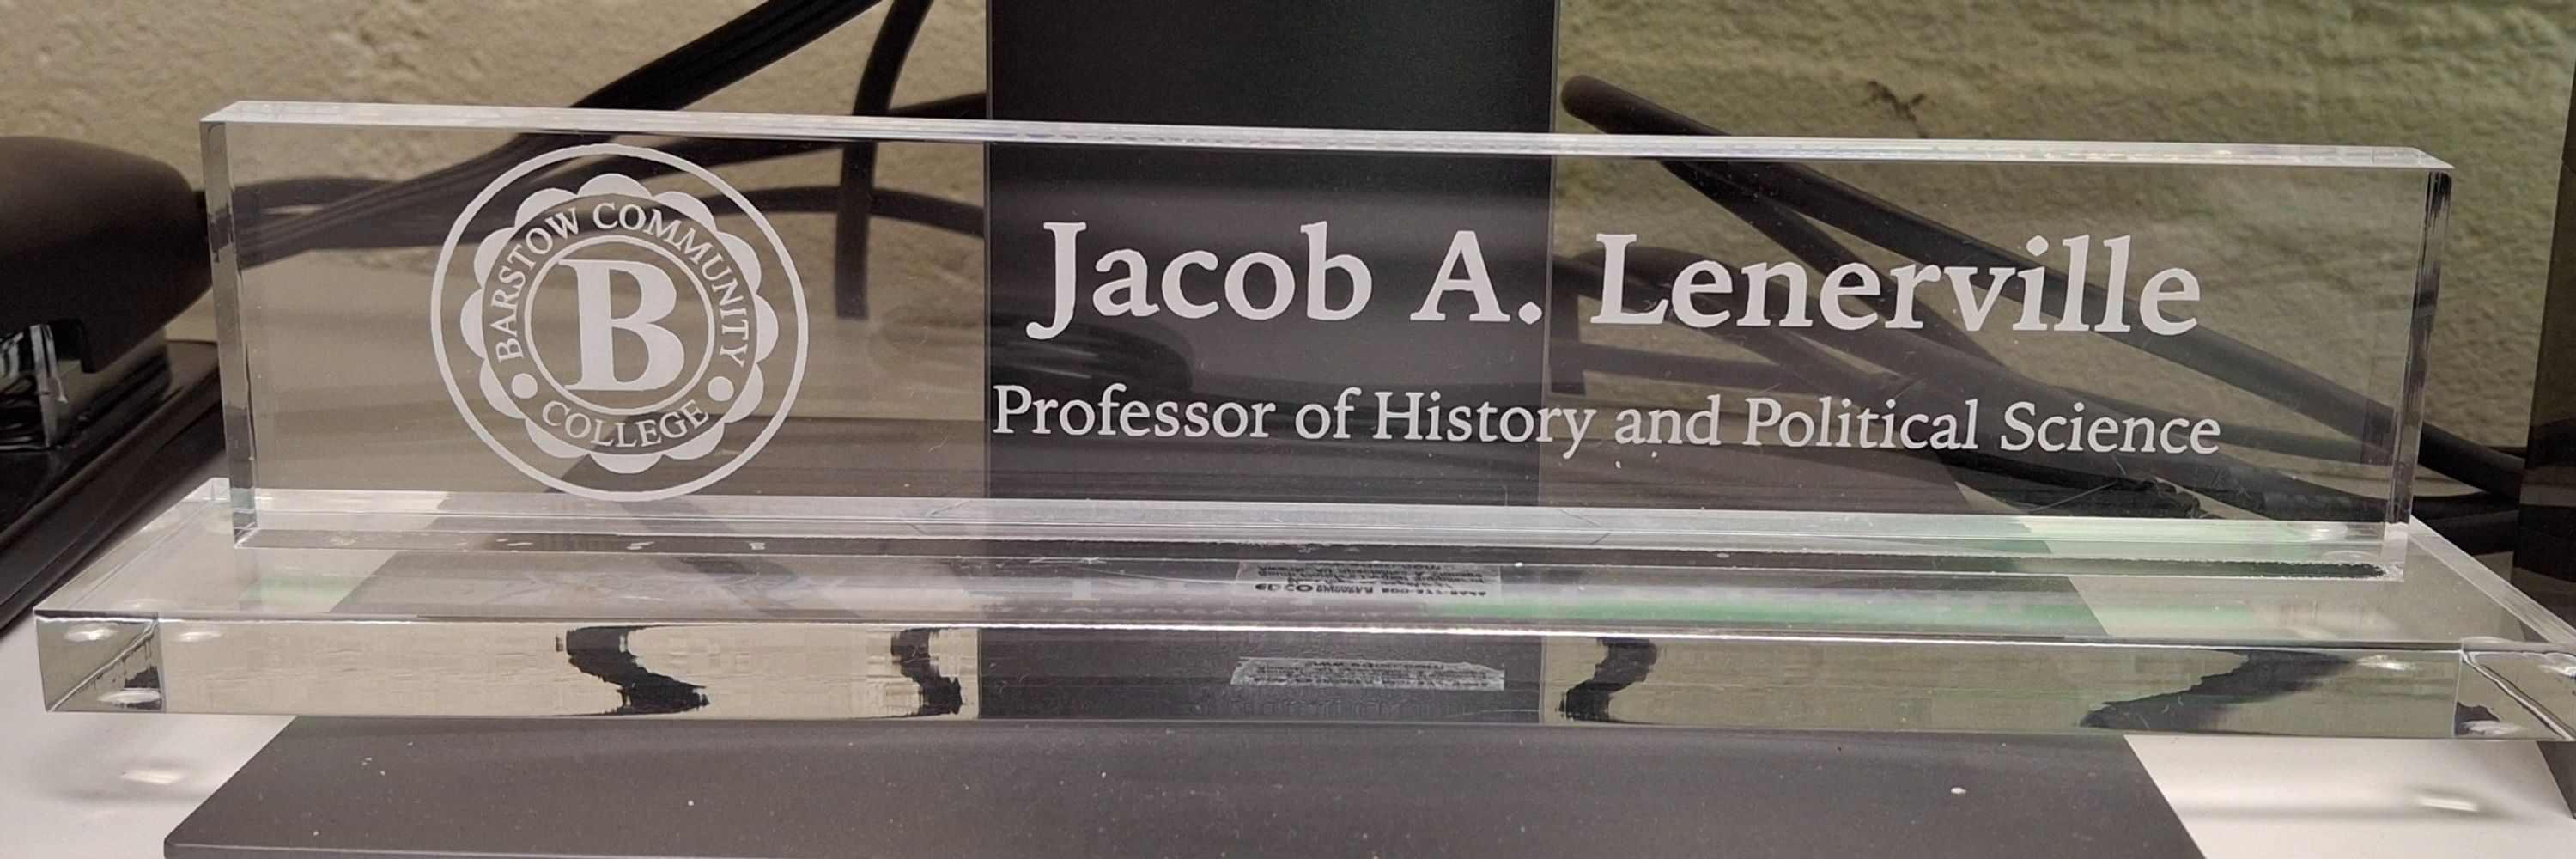 BARSTOW COMMUNITY
B
COLLEGE
Jacob A. Lenerville
Professor of History and Political Science